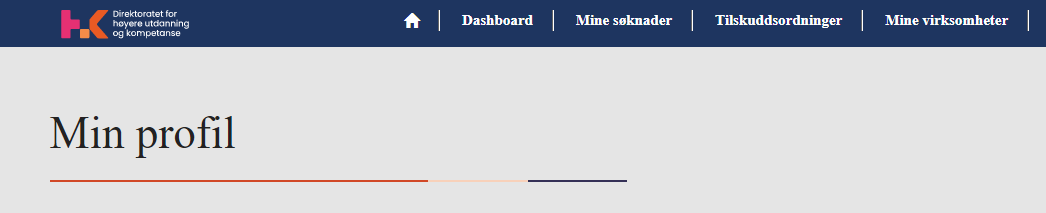 Direktoratet for
høyere utdanning
og kompetanse
Dashboard
Mine søknader
Tilskuddsordninger
Mine virksomheter
Min profil